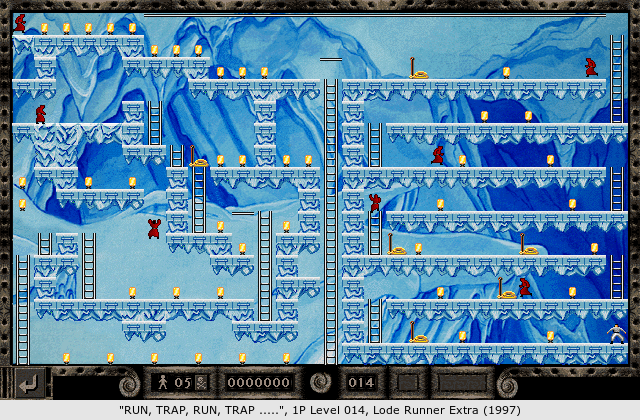 05 0000000 014
"RUN, TRAP, RUN, TRAP .....", 1P Level 014, Lode Runner Extra (1997)